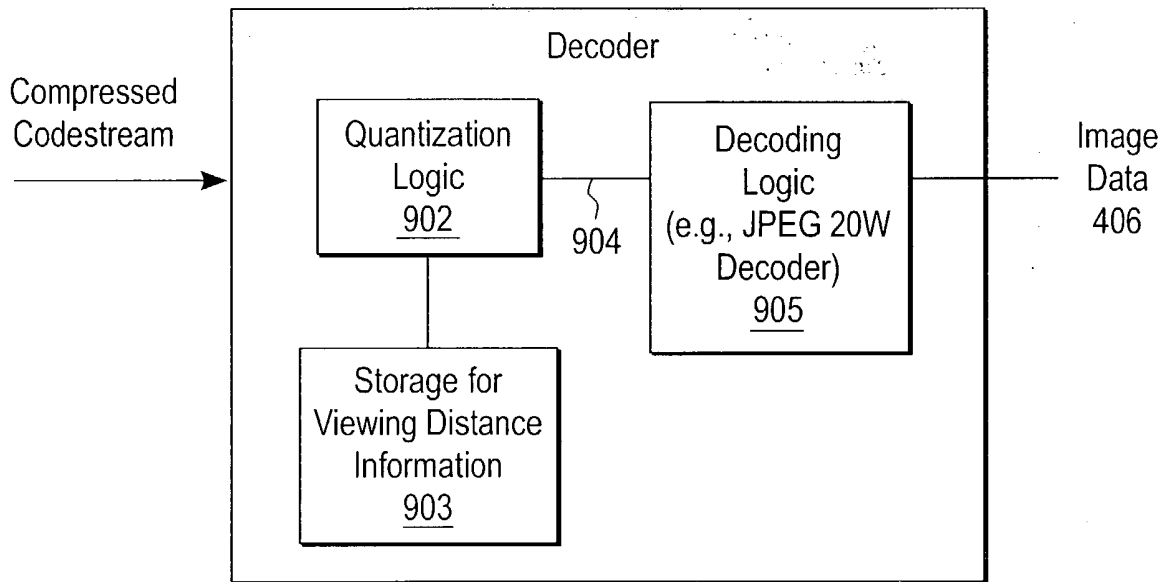 Decoder
Compressed
Codestream
Quantization
Logic
902
904
Decoding
Logic
(e.g., JPEG 20W
Decoder)
905
Image
Data
406
Storage for
Viewing Distance
Information
903